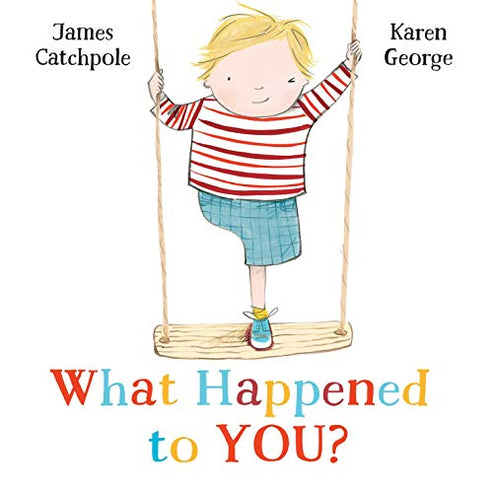 James
Catchpole
Karen
George
What Happened
to YOU?